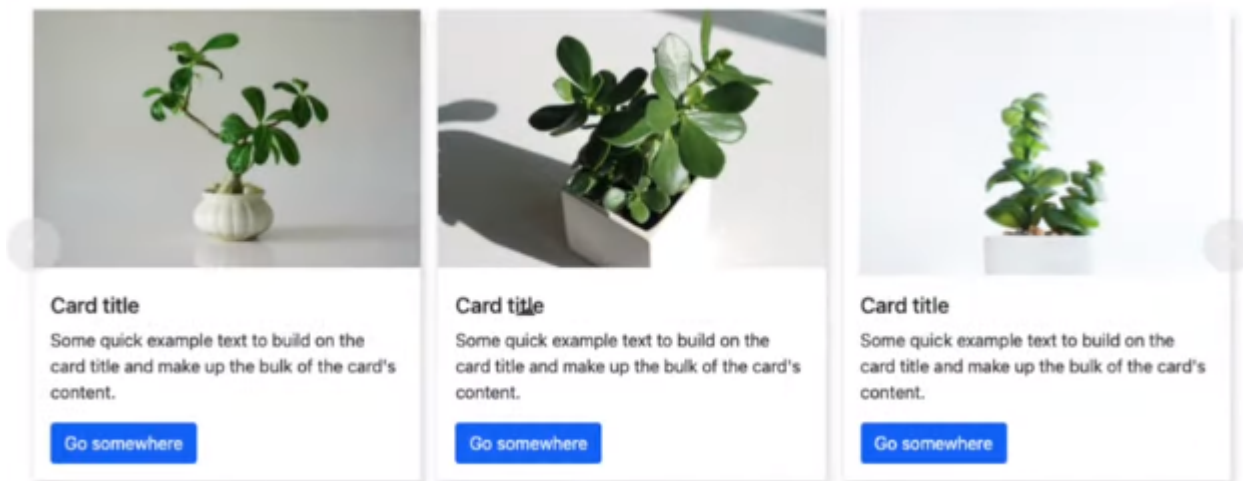 Card title
Some quick example text to build on the
card title and make up the bulk of the card's
content.
Go somewhere
Card title
Some quick example text to build on the
card title and make up the bulk of the card's
content.
Go somewhere
Card title
Some quick example text to build on the
card title and make up the bulk of the card's
content.
Go somewhere